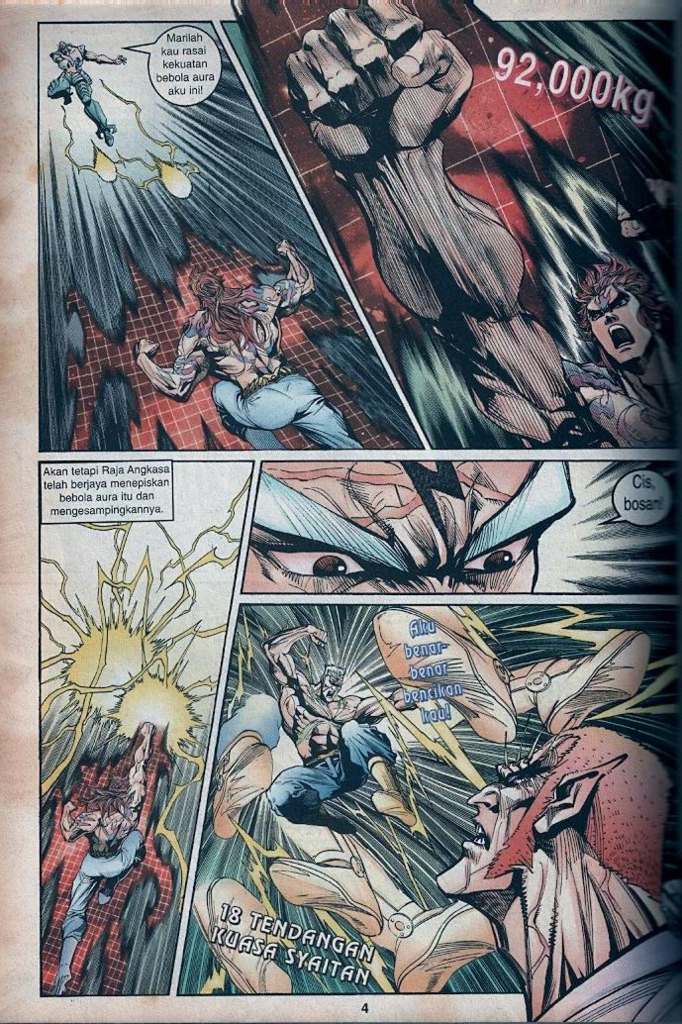 Marilah
kau rasai
kekuatan
bebola aura
aku ini!
92,000kg
Akan tetapi Raja Angkasa
telah berjaya menepiskan
bebola aura itu dan
mengesampingkannya.
Cis,
bosan!
Aku
benar-
benar
bencikan
kau!
18 TENDANGAN
KUASA SYAITAN
4